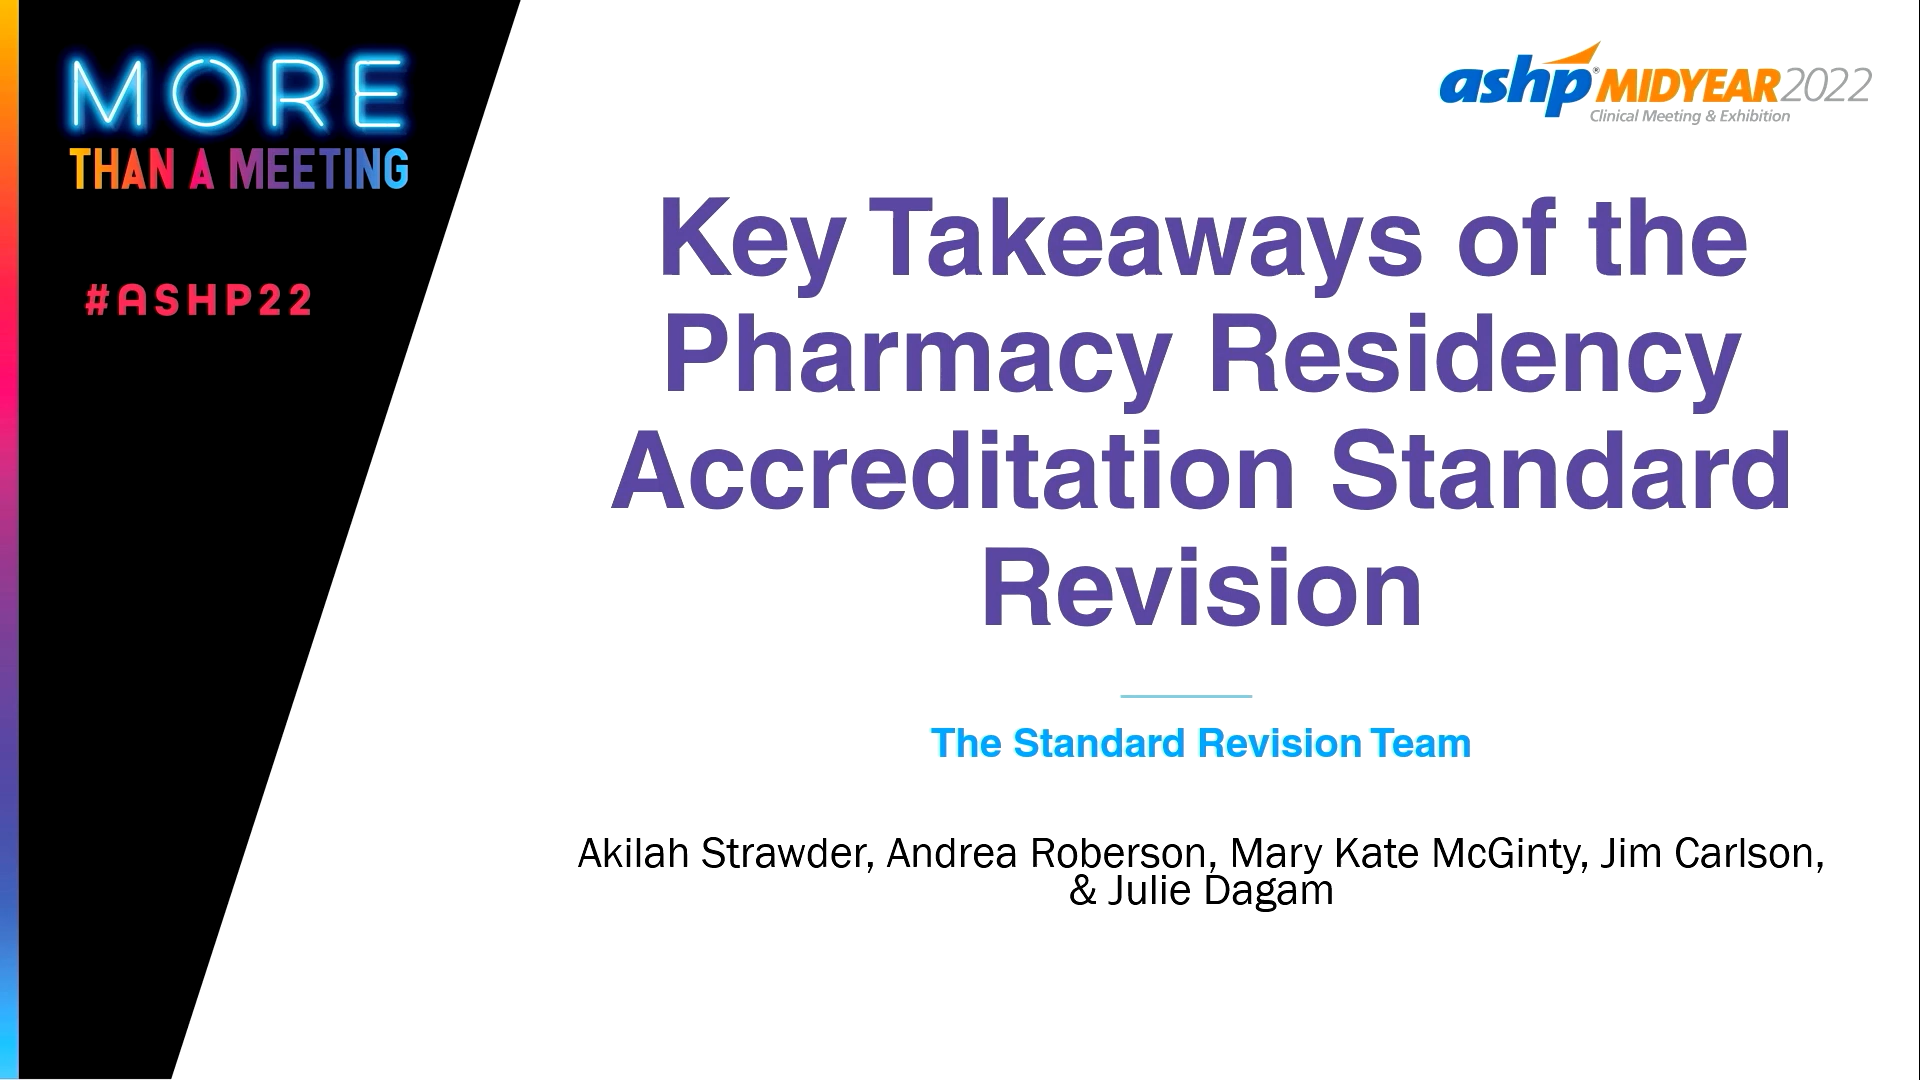 MORE
THAN A MEETING
#ASHP22
ashp® MIDYEAR2022
Clinical Meeting & Exhibition
Key Takeaways of the
Pharmacy Residency
Accreditation Standard
Revision
The Standard Revision Team
Akilah Strawder, Andrea Roberson, Mary Kate McGinty, Jim Carlson,
& Julie Dagam